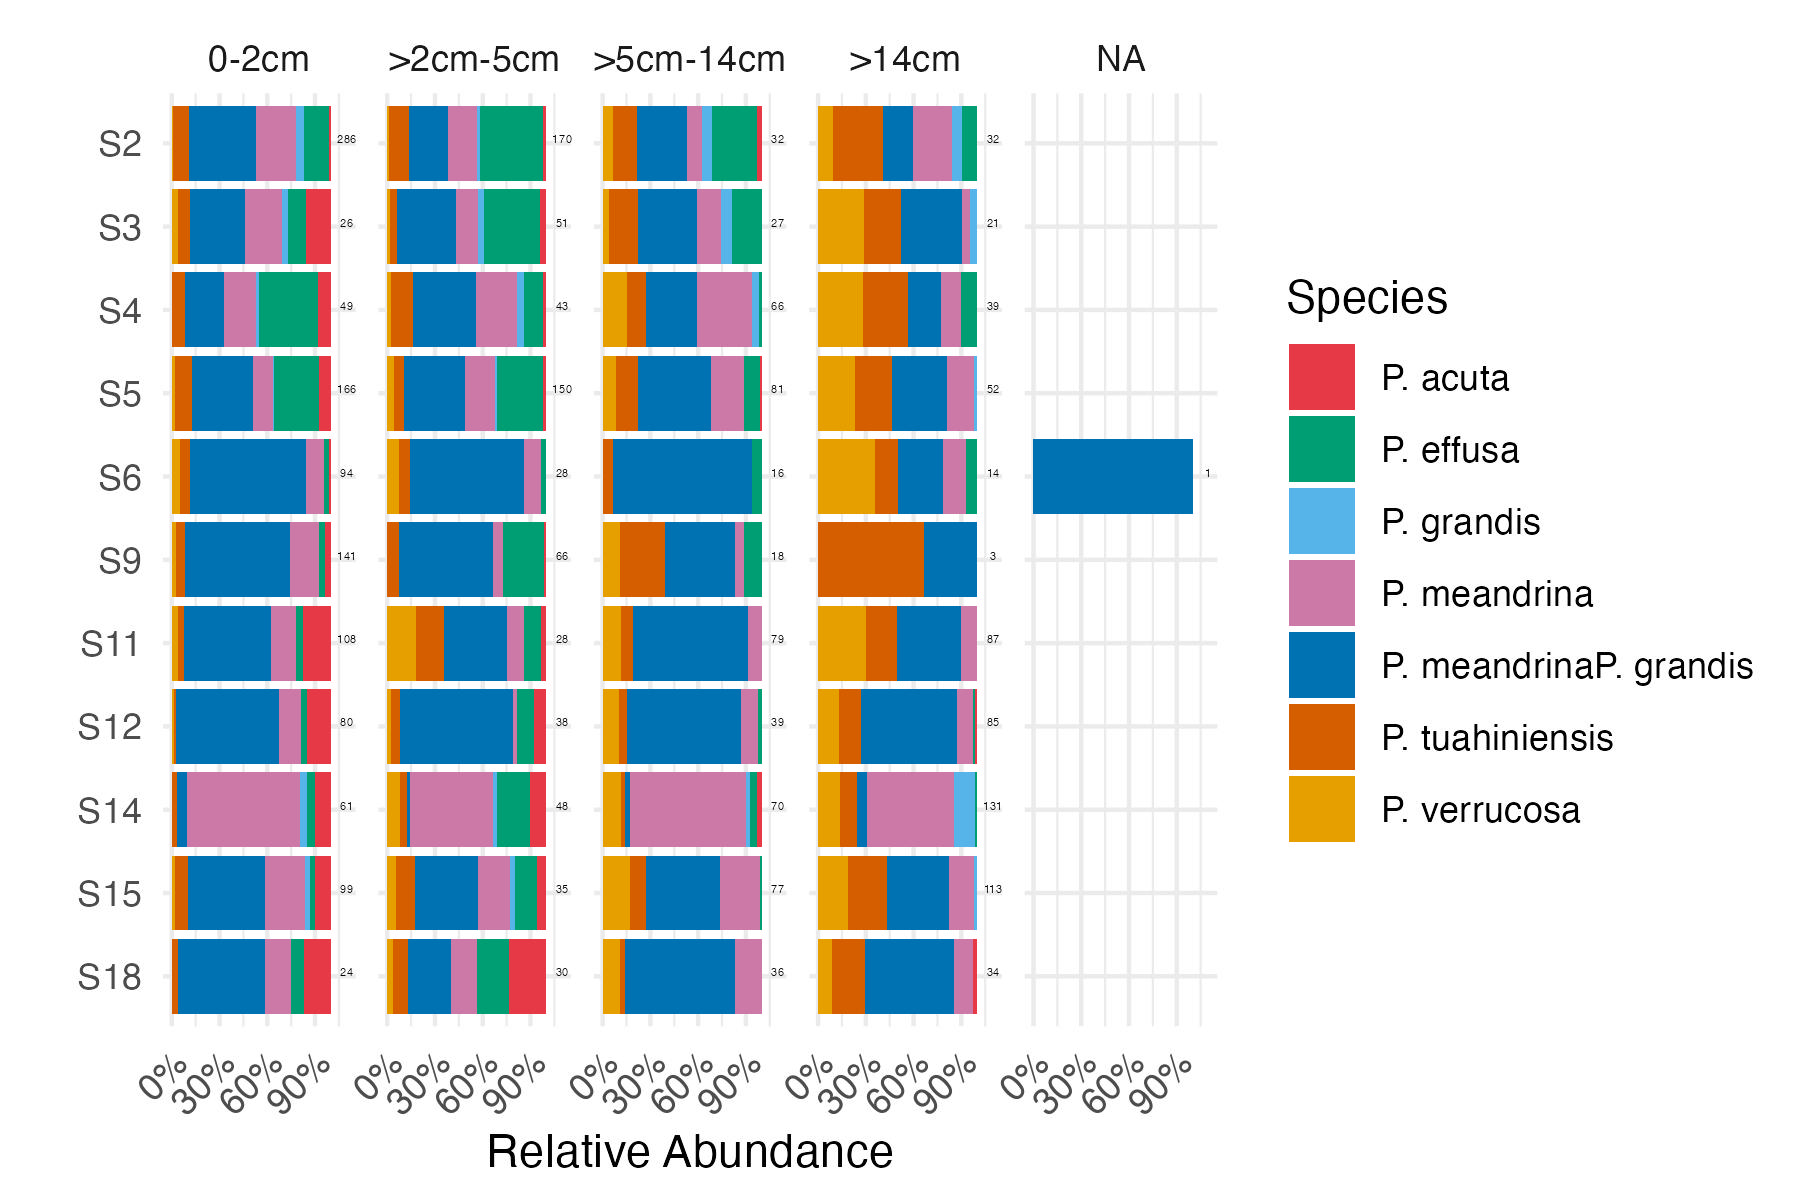 0-2cm >2cm-5cm >5cm-14cm >14cm NA
S2 286 170 32 32
S3 26 51 27 21
S4 49 43 66 39
S5 166 150 81 52
S6 94 28 16 14 1
S9 141 66 18 3
S11 108 28 79 87
S12 80 38 39 85
S14 61 48 70 131
S15 99 35 77 113
S18 24 30 36 34
0% 30% 60% 90% 0% 30% 60% 90% 0% 30% 60% 90% 0% 30% 60% 90% 0% 30% 60% 90%
Relative Abundance
Species
P. acuta
P. effusa
P. grandis
P. meandrina
P. meandrinaP. grandis
P. tuahiniensis
P. verrucosa